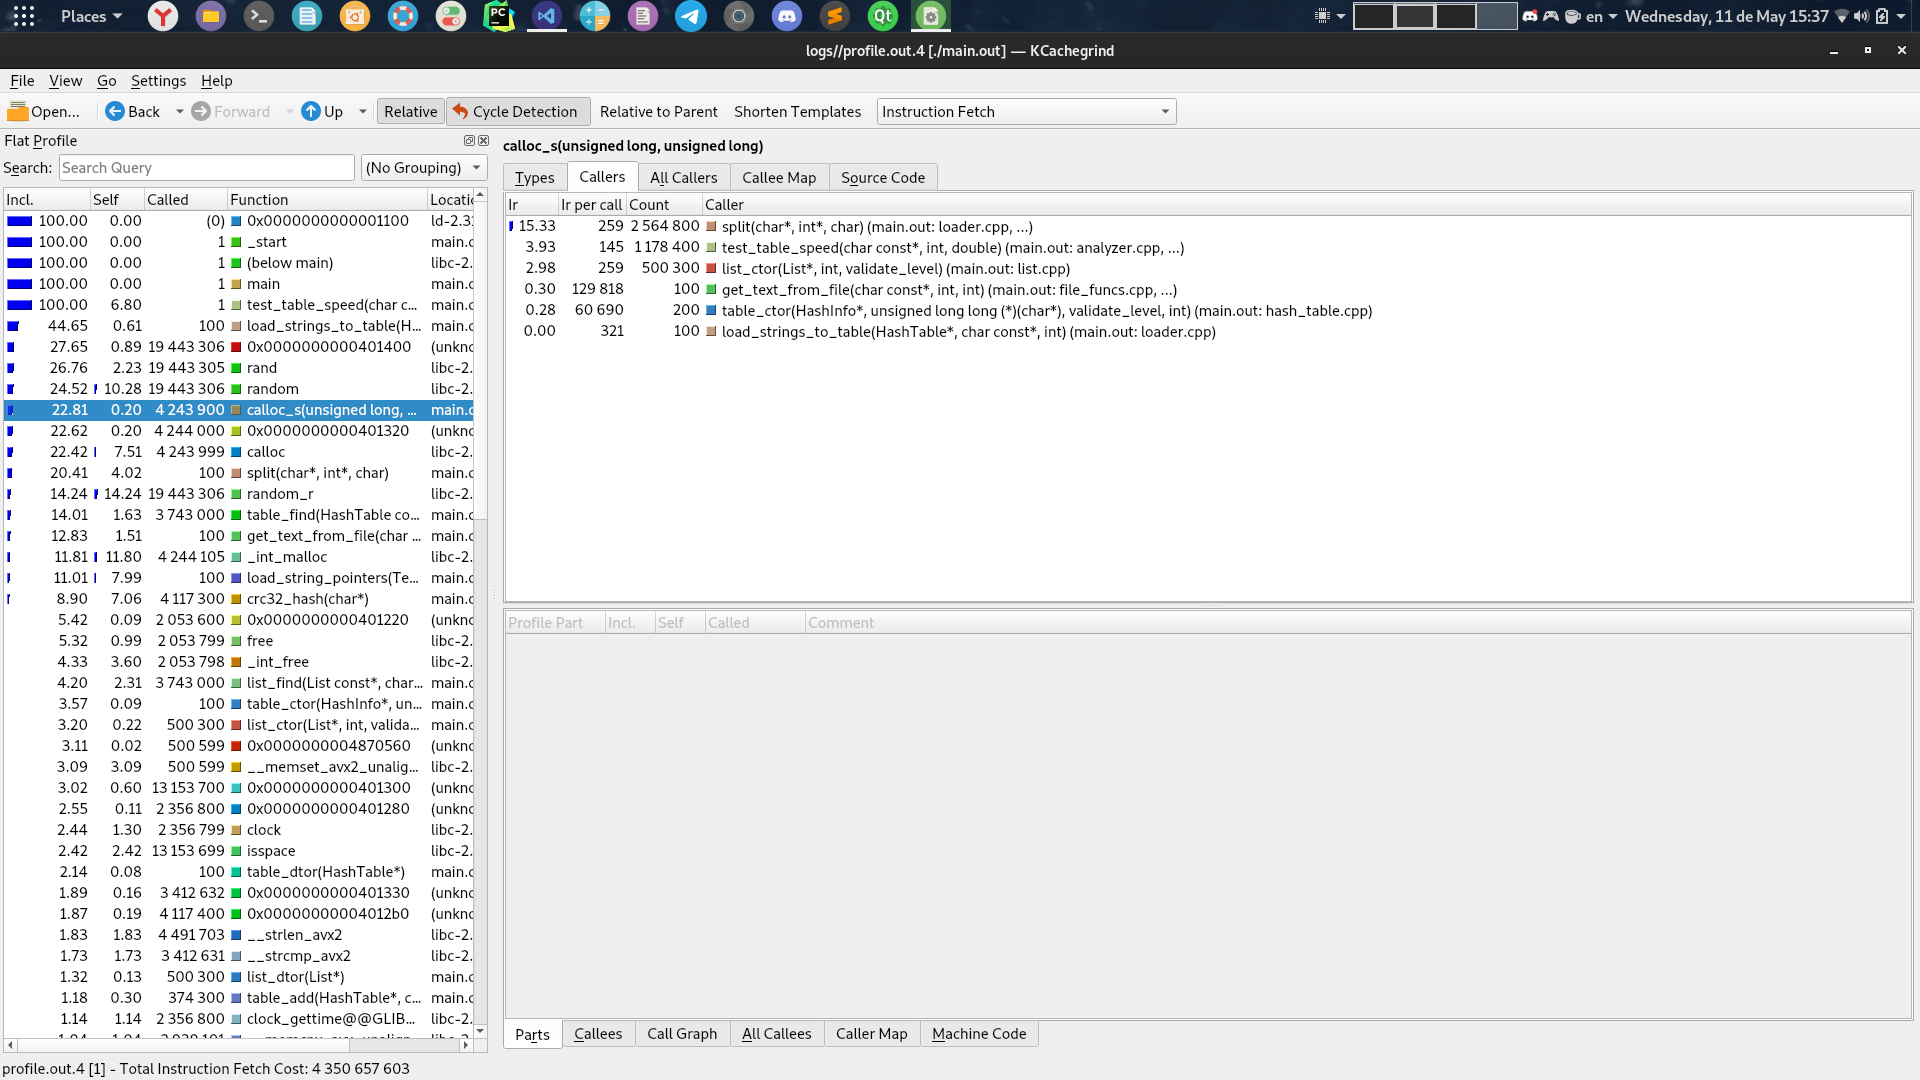 Places
PC
Qt
en
Wednesday, 11 de May 15:37
logs//profile.out.4 [./main.out] — KCachegrind
File View Go Settings Help
Open... Back Forward Up Relative Cycle Detection Relative to Parent Shorten Templates Instruction Fetch
Flat Profile
Search: Search Query (No Grouping)
Incl. Self Called Function Locatio
100.00 0.00 (0) 0x0000000000001100 ld-2.3
100.00 0.00 1 _start main.o
100.00 0.00 1 (below main) libc-2.
100.00 0.00 1 main main.o
100.00 6.80 1 test_table_speed(char c... main.o
44.65 0.61 100 load_strings_to_table(H... main.o
27.65 0.89 19 443 306 0x0000000000401400 (unkno
26.76 2.23 19 443 305 rand libc-2.
24.52 10.28 19 443 306 random libc-2.
22.81 0.20 4 243 900 calloc_s(unsigned long, ... main.o
22.62 0.20 4 244 000 0x0000000000401320 (unkno
22.42 7.51 4 243 999 calloc libc-2.
20.41 4.02 100 split(char*, int*, char) main.o
14.24 14.24 19 443 306 random_r libc-2.
14.01 1.63 3 743 000 table_find(HashTable co... main.o
12.83 1.51 100 get_text_from_file(char ... main.o
11.81 11.80 4 244 105 _int_malloc libc-2.
11.01 7.99 100 load_string_pointers(Te... main.o
8.90 7.06 4 117 300 crc32_hash(char*) main.o
5.42 0.09 2 053 600 0x0000000000401220 (unkno
5.32 0.99 2 053 799 free libc-2.
4.33 3.60 2 053 798 _int_free libc-2.
4.20 2.31 3 743 000 list_find(List const*, char... main.o
3.57 0.09 100 table_ctor(HashInfo*, un... main.o
3.20 0.22 500 300 list_ctor(List*, int, valida... main.o
3.11 0.02 500 599 0x0000000004870560 (unkno
3.09 3.09 500 599 __memset_avx2_unalig... libc-2.
3.02 0.60 13 153 700 0x0000000000401300 (unkno
2.55 0.11 2 356 800 0x0000000000401280 (unkno
2.44 1.30 2 356 799 clock libc-2.
2.42 2.42 13 153 699 isspace libc-2.
2.14 0.08 100 table_dtor(HashTable*) main.o
1.89 0.16 3 412 632 0x0000000000401330 (unkno
1.87 0.19 4 117 400 0x00000000004012b0 (unkno
1.83 1.83 4 491 703 __strlen_avx2 libc-2.
1.73 1.73 3 412 631 __strcmp_avx2 libc-2.
1.32 0.13 500 300 list_dtor(List*) main.o
1.18 0.30 374 300 table_add(HashTable*, c... main.o
1.14 1.14 2 356 800 clock_gettime@@GLIB... libc-2.
calloc_s(unsigned long, unsigned long)
Types Callers All Callers Callee Map Source Code
Ir Ir per call Count Caller
15.33 259 2 564 800 split(char*, int*, char) (main.out: loader.cpp, ...)
3.93 145 1 178 400 test_table_speed(char const*, int, double) (main.out: analyzer.cpp, ...)
2.98 259 500 300 list_ctor(List*, int, validate_level) (main.out: list.cpp)
0.30 129 818 100 get_text_from_file(char const*, int, int) (main.out: file_funcs.cpp, ...)
0.28 60 690 200 table_ctor(HashInfo*, unsigned long long (*)(char*), validate_level, int) (main.out: hash_table.cpp)
0.00 321 100 load_strings_to_table(HashTable*, char const*, int) (main.out: loader.cpp)
Profile Part Incl. Self Called Comment
Parts Callees Call Graph All Callees Caller Map Machine Code
profile.out.4 [1] - Total Instruction Fetch Cost: 4 350 657 603